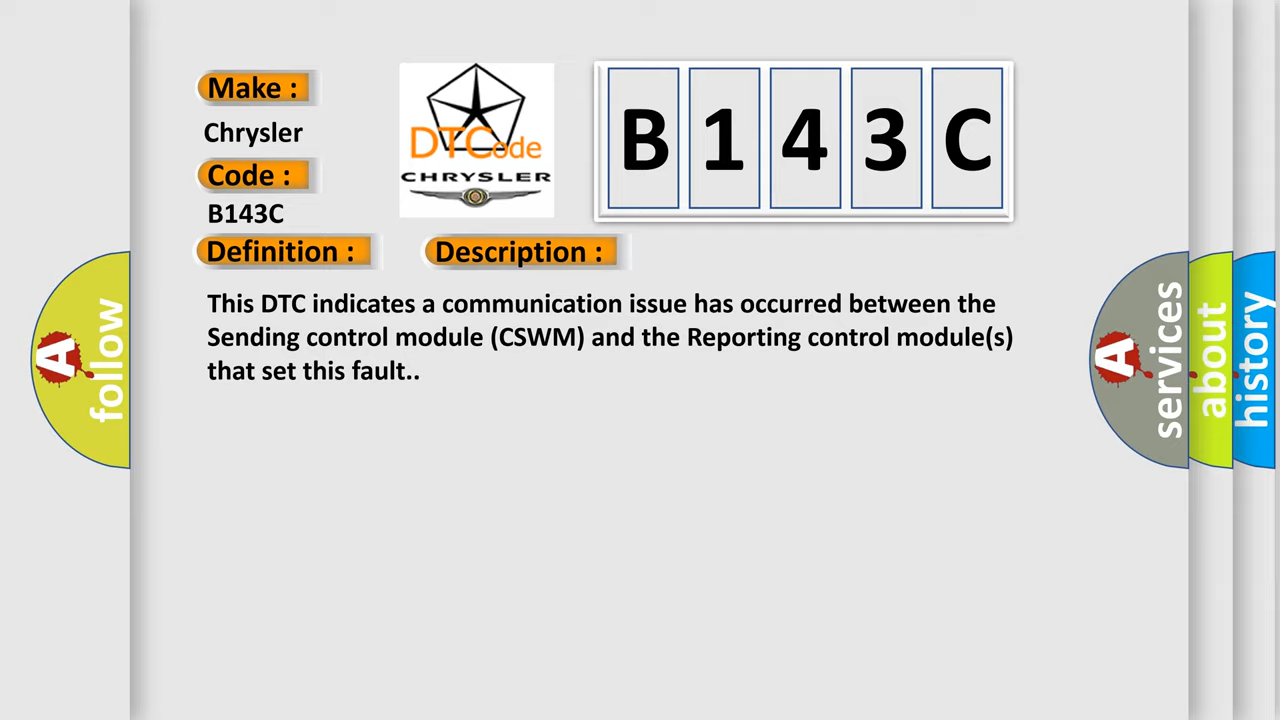 Make :
Chrysler
Code :
B143C
Definition :
Description :
DTCode
CHRYSLER
B 1 4 3 C
This DTC indicates a communication issue has occurred between the
Sending control module (CSWM) and the Reporting control module(s)
that set this fault..
A
follow
A
services
about
history